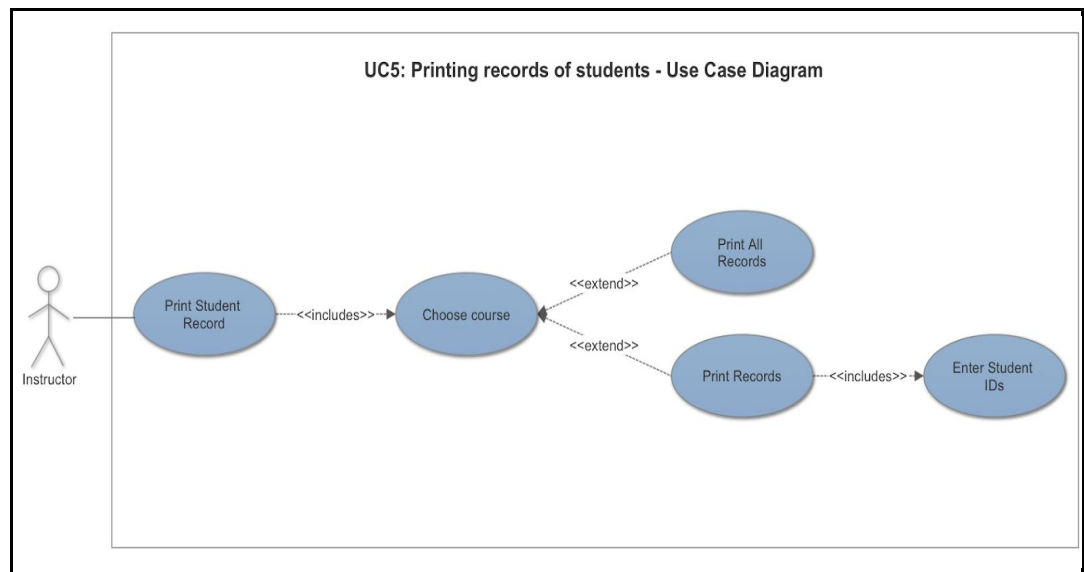 UC5: Printing records of students - Use Case Diagram
Print All
Records
<<extend>>
Print Student
Record
<<includes>>
Choose course
<<extend>>
Instructor
Print Records
<<includes>>
Enter Student
IDs